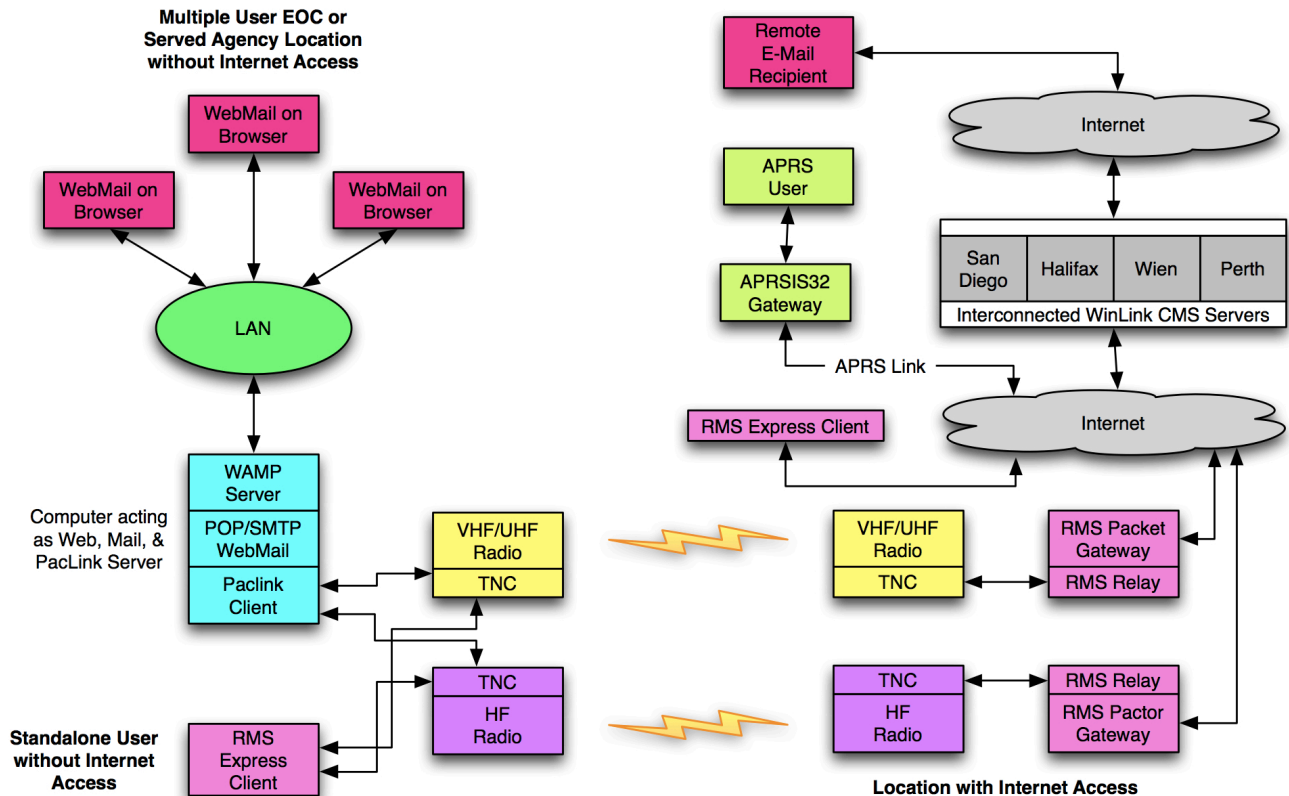 Multiple User EOC or
Served Agency Location
without Internet Access
WebMail on
Browser
WebMail on
Browser
WebMail on
Browser
LAN
WAMP
Server
POP/SMTP
WebMail
Paclink
Client
Computer acting
as Web, Mail, &
PacLink Server
VHF/UHF
Radio
TNC
TNC
HF
Radio
Standalone User
without Internet
Access
RMS
Express
Client
Remote
E-Mail
Recipient
Internet
APRS
User
APRSIS32
Gateway
APRS Link
San
Diego
Halifax
Wien
Perth
Interconnected WinLink CMS Servers
Internet
RMS Express Client
VHF/UHF
Radio
TNC
RMS Packet
Gateway
RMS Relay
TNC
HF
Radio
RMS Relay
RMS Pactor
Gateway
Location with Internet Access